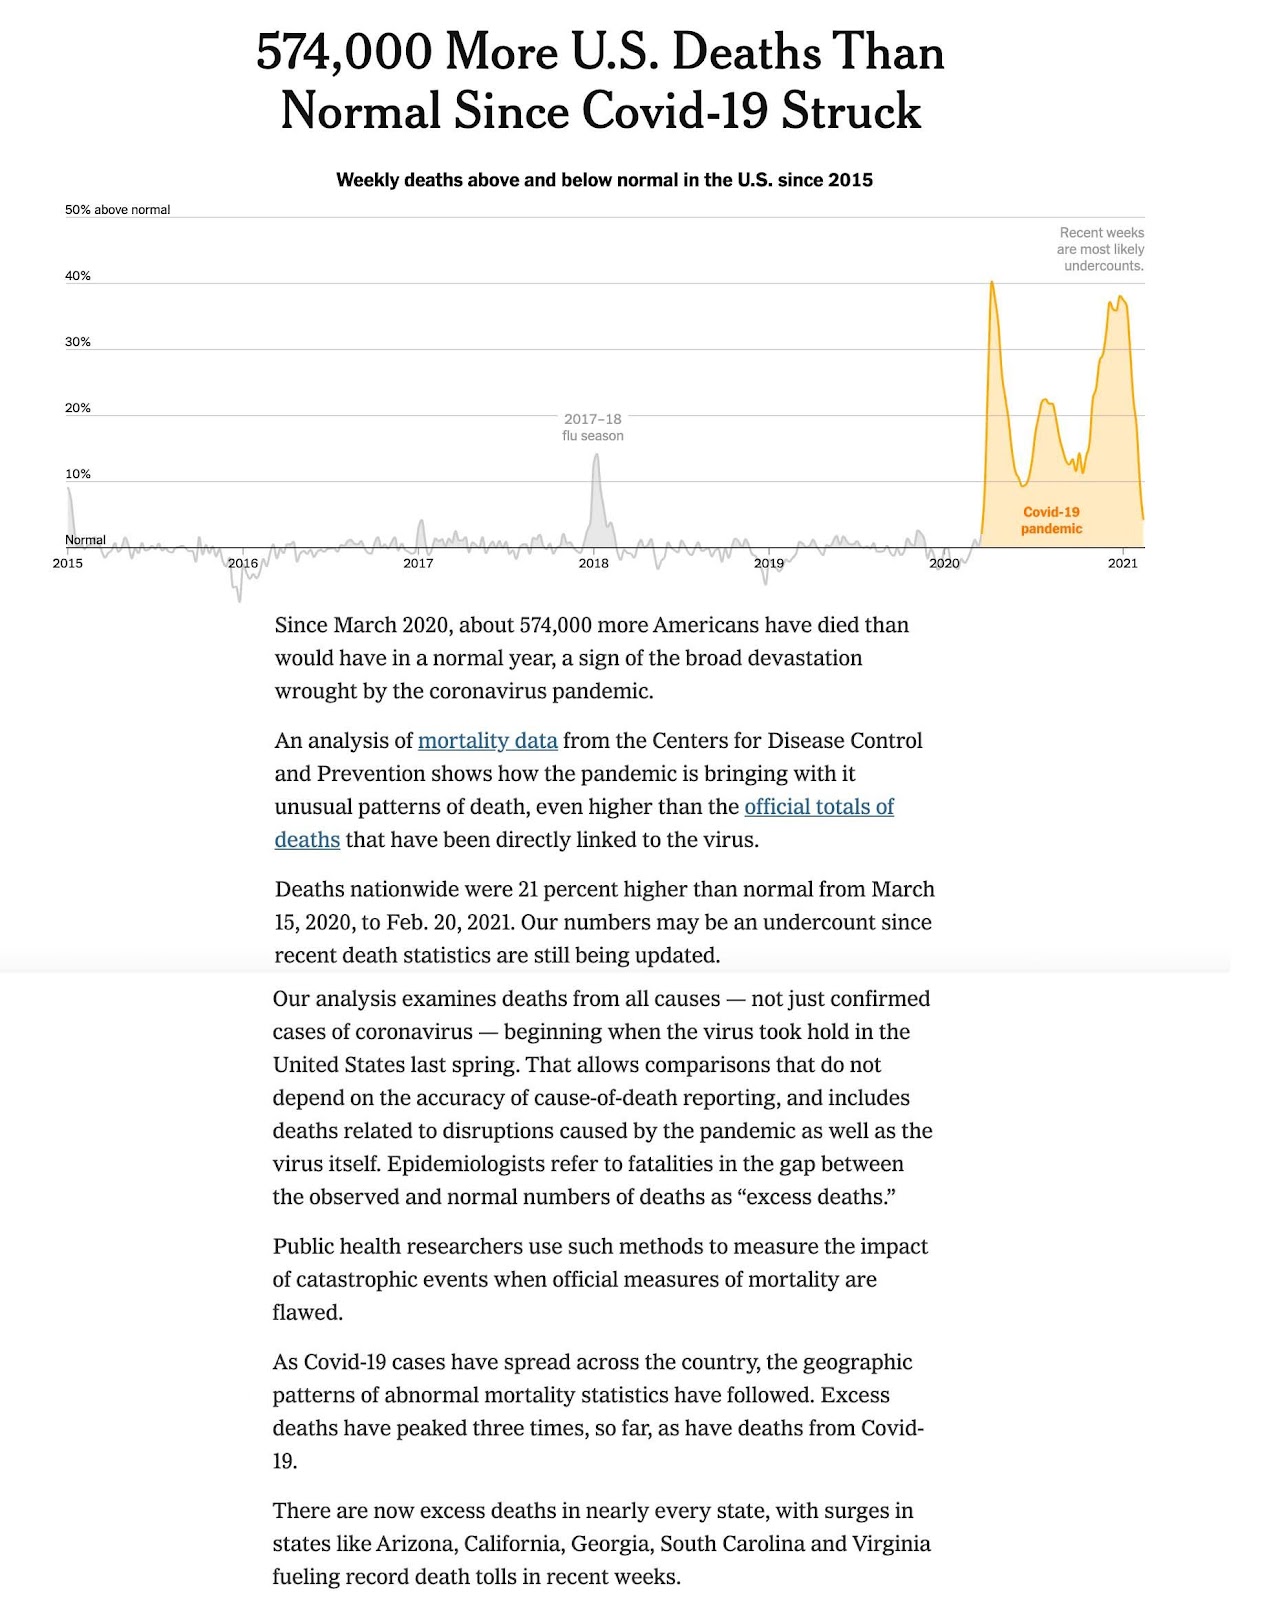 574,000 More U.S. Deaths Than
Normal Since Covid-19 Struck
Weekly deaths above and below normal in the U.S. since 2015
50% above normal
Recent weeks
are most likely
undercounts.
40%
30%
20%
2017–18
flu season
10%
Covid-19
pandemic
Normal
2015
2016
2017
2018
2019
2020
2021
Since March 2020, about 574,000 more Americans have died than
would have in a normal year, a sign of the broad devastation
wrought by the coronavirus pandemic.
An analysis of mortality data from the Centers for Disease Control
and Prevention shows how the pandemic is bringing with it
unusual patterns of death, even higher than the official totals of
deaths that have been directly linked to the virus.
Deaths nationwide were 21 percent higher than normal from March
15, 2020, to Feb. 20, 2021. Our numbers may be an undercount since
recent death statistics are still being updated.
Our analysis examines deaths from all causes — not just confirmed
cases of coronavirus — beginning when the virus took hold in the
United States last spring. That allows comparisons that do not
depend on the accuracy of cause-of-death reporting, and includes
deaths related to disruptions caused by the pandemic as well as the
virus itself. Epidemiologists refer to fatalities in the gap between
the observed and normal numbers of deaths as “excess deaths.”
Public health researchers use such methods to measure the impact
of catastrophic events when official measures of mortality are
flawed.
As Covid-19 cases have spread across the country, the geographic
patterns of abnormal mortality statistics have followed. Excess
deaths have peaked three times, so far, as have deaths from Covid-
19.
There are now excess deaths in nearly every state, with surges in
states like Arizona, California, Georgia, South Carolina and Virginia
fueling record death tolls in recent weeks.